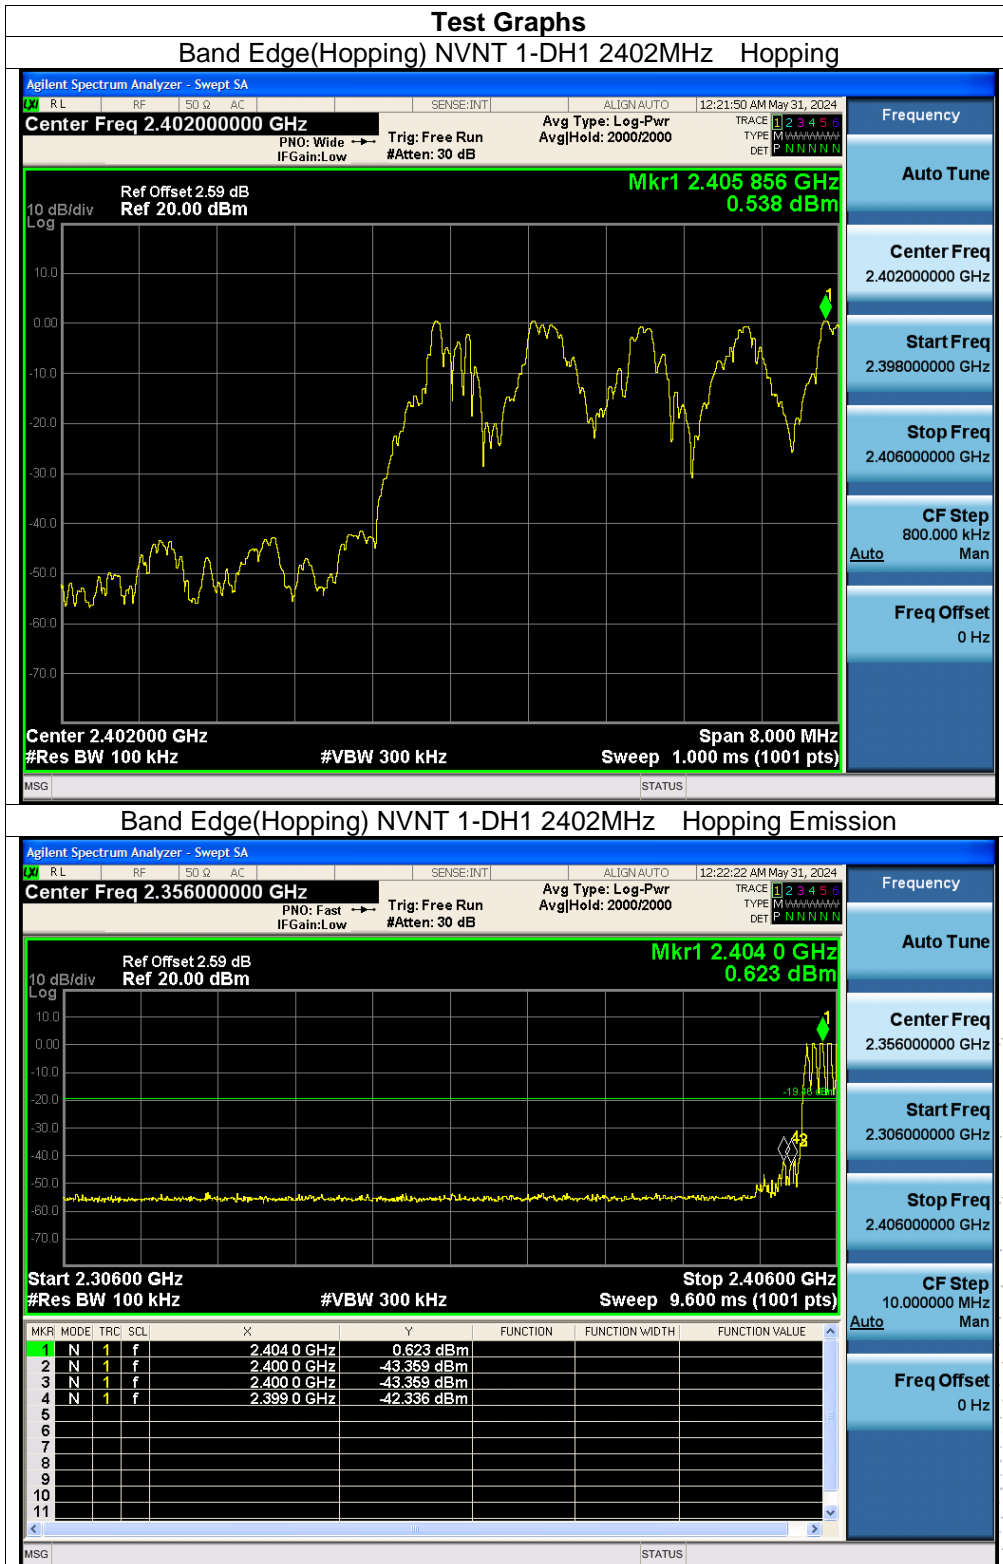 Test Graphs
Band Edge(Hopping) NVNT 1-DH1 2402MHz Hopping
Agilent Spectrum Analyzer - Swept SA
LXI RL RF 50 Ω AC SENSE:INT ALIGN AUTO 12:21:50 AM May 31, 2024
Center Freq 2.402000000 GHz
PNO: Wide
IFGain:Low
Trig: Free Run
#Atten: 30 dB
Avg Type: Log-Pwr
Avg|Hold: 2000/2000
TRACE 1 2 3 4 5 6
TYPE M W W W W W
DET P N N N N N
Mkr1 2.405 856 GHz
0.538 dBm
Ref Offset 2.59 dB
10 dB/div Ref 20.00 dBm
Log
10.0
0.00
-10.0
-20.0
-30.0
-40.0
-50.0
-60.0
-70.0
1
Center 2.402000 GHz Span 8.000 MHz
#Res BW 100 kHz #VBW 300 kHz Sweep 1.000 ms (1001 pts)
MSG STATUS
Frequency
Auto Tune
Center Freq
2.402000000 GHz
Start Freq
2.398000000 GHz
Stop Freq
2.406000000 GHz
CF Step
800.000 kHz
Auto Man
Freq Offset
0 Hz
Band Edge(Hopping) NVNT 1-DH1 2402MHz Hopping Emission
Agilent Spectrum Analyzer - Swept SA
LXI RL RF 50 Ω AC SENSE:INT ALIGN AUTO 12:22:22 AM May 31, 2024
Center Freq 2.356000000 GHz
PNO: Fast
IFGain:Low
Trig: Free Run
#Atten: 30 dB
Avg Type: Log-Pwr
Avg|Hold: 2000/2000
TRACE 1 2 3 4 5 6
TYPE M W W W W W
DET P N N N N N
Mkr1 2.404 0 GHz
0.623 dBm
Ref Offset 2.59 dB
10 dB/div Ref 20.00 dBm
Log
10.0
0.00
-10.0
-20.0
-30.0
-40.0
-50.0
-60.0
-70.0
1
-19.46 dBm
Start 2.30600 GHz Stop 2.40600 GHz
#Res BW 100 kHz #VBW 300 kHz Sweep 9.600 ms (1001 pts)
MKR MODE TRC SCL X Y FUNCTION FUNCTION WIDTH FUNCTION VALUE
1 N 1 f 2.404 0 GHz 0.623 dBm
2 N 1 f 2.400 0 GHz -43.359 dBm
3 N 1 f 2.400 0 GHz -43.359 dBm
4 N 1 f 2.399 0 GHz -42.336 dBm
5
6
7
8
9
10
11
MSG STATUS
Frequency
Auto Tune
Center Freq
2.356000000 GHz
Start Freq
2.306000000 GHz
Stop Freq
2.406000000 GHz
CF Step
10.000000 MHz
Auto Man
Freq Offset
0 Hz